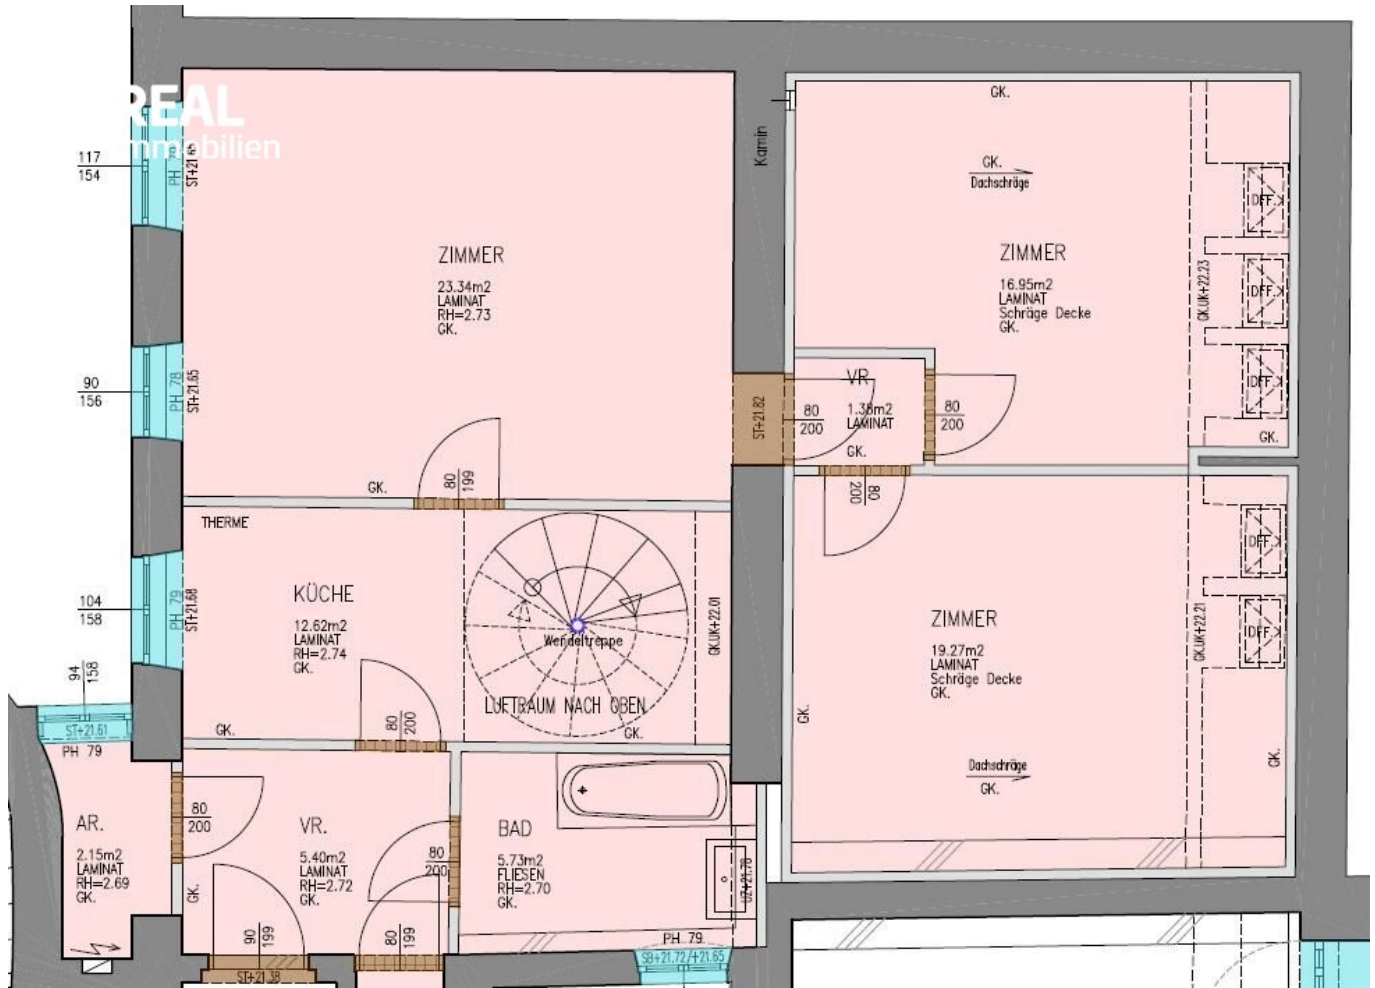 REAL
immobilien
117
154
PH 79
ST+21.65
90
156
PH 78
ST+21.65
104
158
PH 79
ST+21.68
94
158
ST+21.61
PH 79
ZIMMER
23.34m2
LAMINAT
RH=2.73
GK.
GK.
80
199
Kamin
GK.
GK.
Dachschräge
ZIMMER
16.95m2
LAMINAT
Schräge Decke
GK.
GK.UK+22.23
DFF.
DFF.
DFF.
GK.
ST+21.82
80
200
VR
1.38m2
LAMINAT
GK.
80
200
80
200
THERME
KÜCHE
12.62m2
LAMINAT
RH=2.74
GK.
GK.
80
200
Wendeltreppe
LUFTRAUM NACH OBEN
GK.
GK.UK+22.01
ZIMMER
19.27m2
LAMINAT
Schräge Decke
GK.
GK.
GK.UK+22.21
DFF.
DFF.
GK.
Dachschräge
GK.
AR.
2.15m2
LAMINAT
RH=2.69
GK.
80
200
GK.
VR.
5.40m2
LAMINAT
RH=2.72
GK.
90
199
ST+21.38
80
199
80
200
BAD
5.73m2
FLIESEN
RH=2.70
GK.
UZ+21.78
PH 79
SB+21.72/+21.65